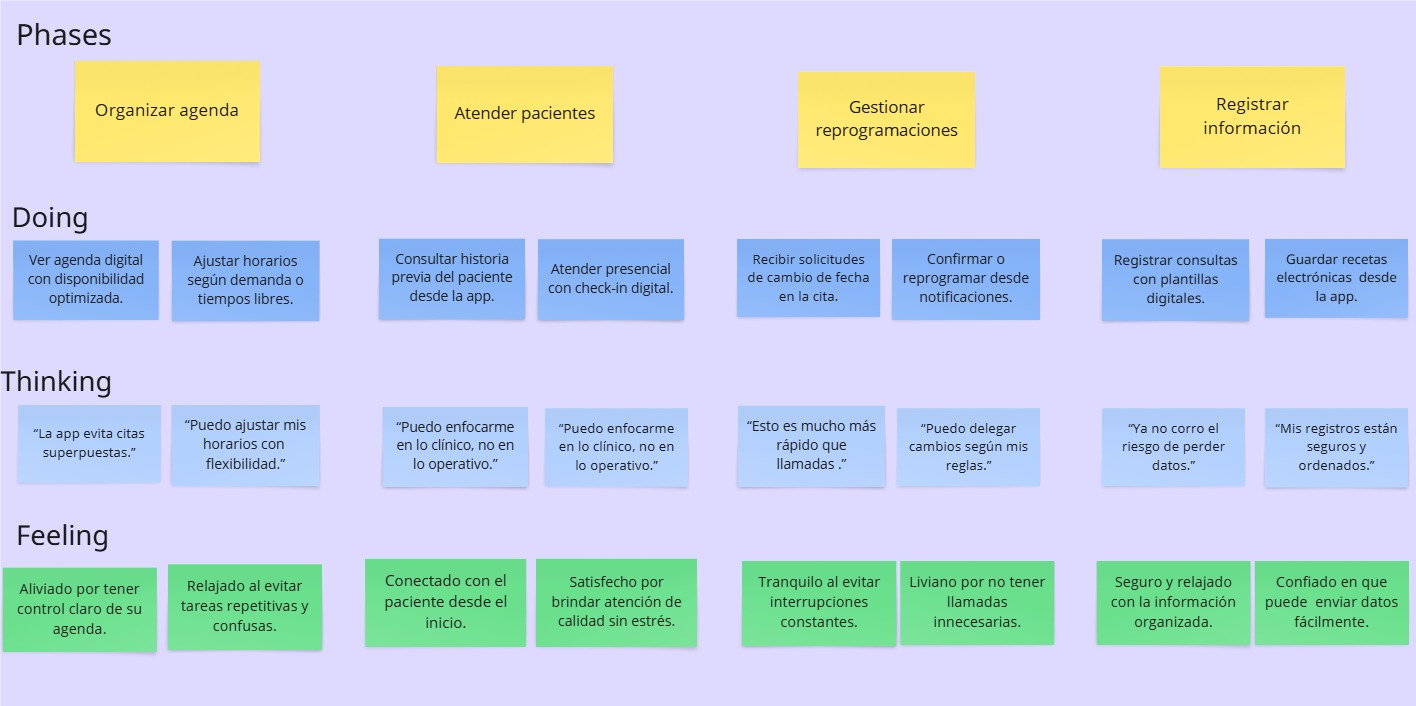 Phases
Organizar agenda
Atender pacientes
Gestionar
reprogramaciones
Registrar
información
Doing
Ver agenda digital
con disponibilidad
optimizada.
Ajustar horarios
según demanda o
tiempos libres.
Consultar historia
previa del paciente
desde la app.
Atender presencial
con check-in digital.
Recibir solicitudes
de cambio de fecha
en la cita.
Confirmar o
reprogramar desde
notificaciones.
Registrar consultas
con plantillas
digitales.
Guardar recetas
electrónicas desde
la app.
Thinking
“La app evita citas
superpuestas.”
“Puedo ajustar mis
horarios con
flexibilidad.”
“Puedo enfocarme
en lo clínico, no en
lo operativo.”
“Puedo enfocarme
en lo clínico, no en
lo operativo.”
“Esto es mucho más
rápido que
llamadas .”
“Puedo delegar
cambios según mis
reglas.”
“Ya no corro el
riesgo de perder
datos.”
“Mis registros están
seguros y
ordenados.”
Feeling
Aliviado por tener
control claro de su
agenda.
Relajado al evitar
tareas repetitivas y
confusas.
Conectado con el
paciente desde el
inicio.
Satisfecho por
brindar atención de
calidad sin estrés.
Tranquilo al evitar
interrupciones
constantes.
Liviano por no tener
llamadas
innecesarias.
Seguro y relajado
con la información
organizada.
Confiado en que
puede enviar datos
fácilmente.